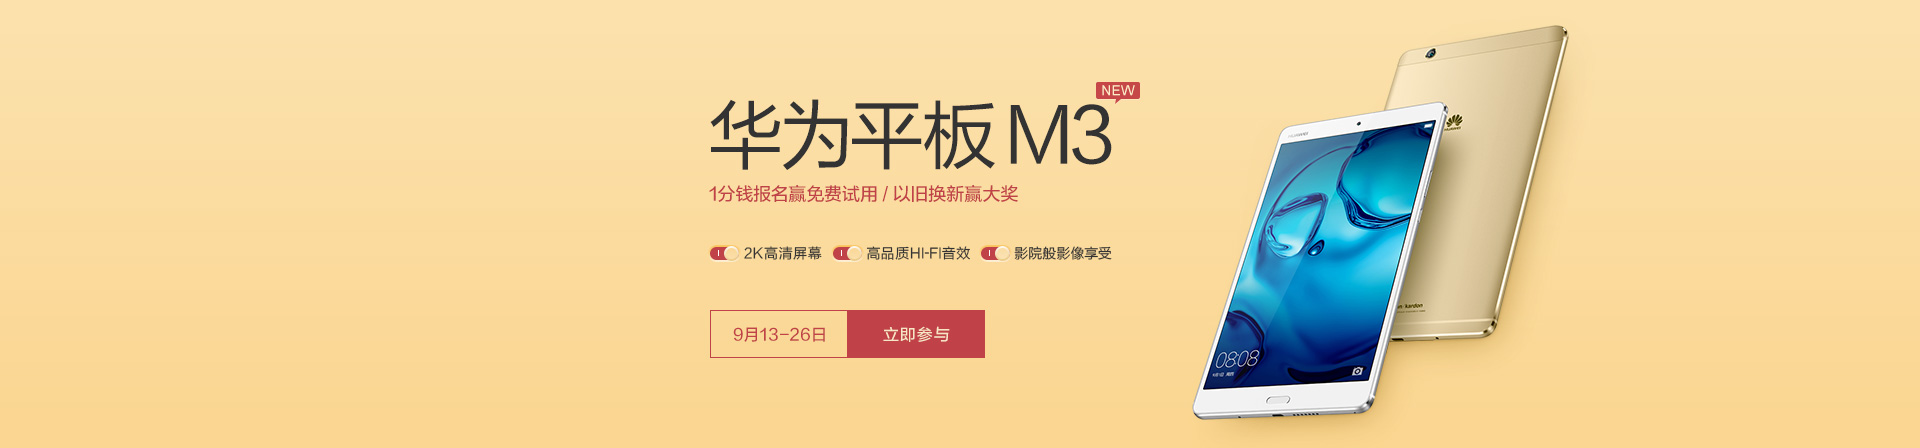 NEW
华为平板 M3
1分钱报名赢免费试用 / 以旧换新赢大奖
2K高清屏幕 高品质HI-FI音效 影院般影像享受
9月13-26日 立即参与
HUAWEI
08:08